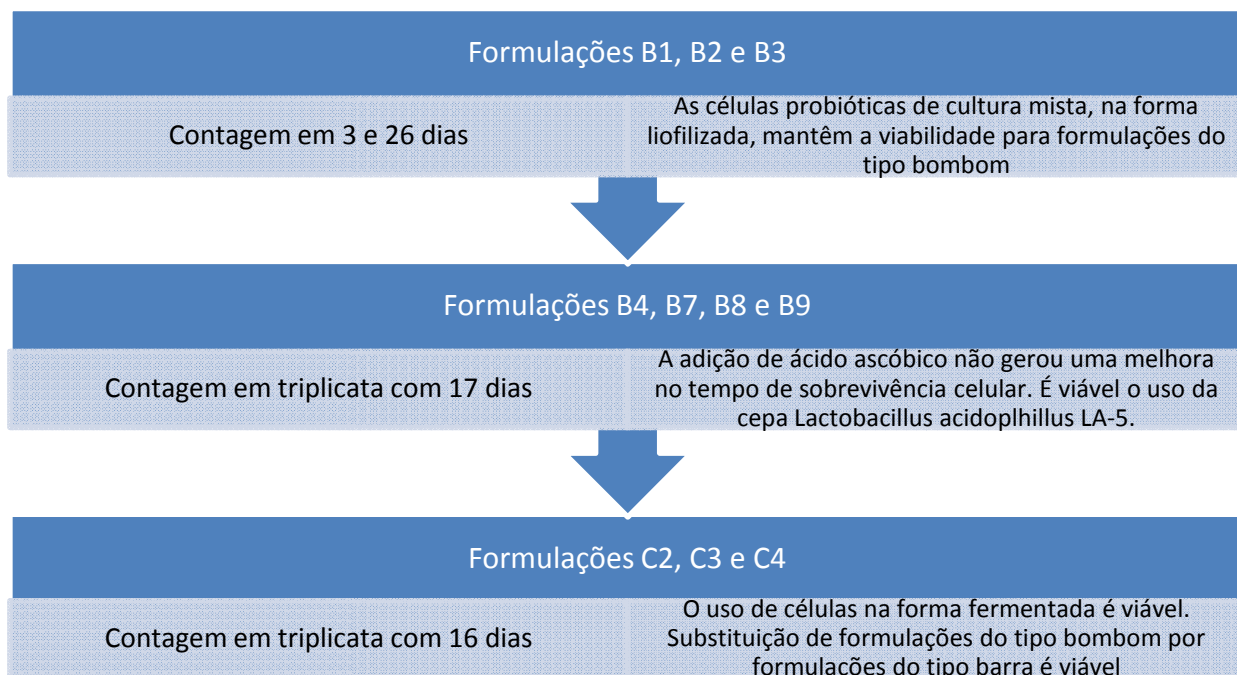 Formulações B1, B2 e B3
Contagem em 3 e 26 dias
As células probióticas de cultura mista, na forma
liofilizada, mantêm a viabilidade para formulações do
tipo bombom
Formulações B4, B7, B8 e B9
Contagem em triplicata com 17 dias
A adição de ácido ascóbico não gerou uma melhora
no tempo de sobrevivência celular. É viável o uso da
cepa Lactobacillus acidoplhillus LA-5.
Formulações C2, C3 e C4
Contagem em triplicata com 16 dias
O uso de células na forma fermentada é viável.
Substituição de formulações do tipo bombom por
formulações do tipo barra é viável